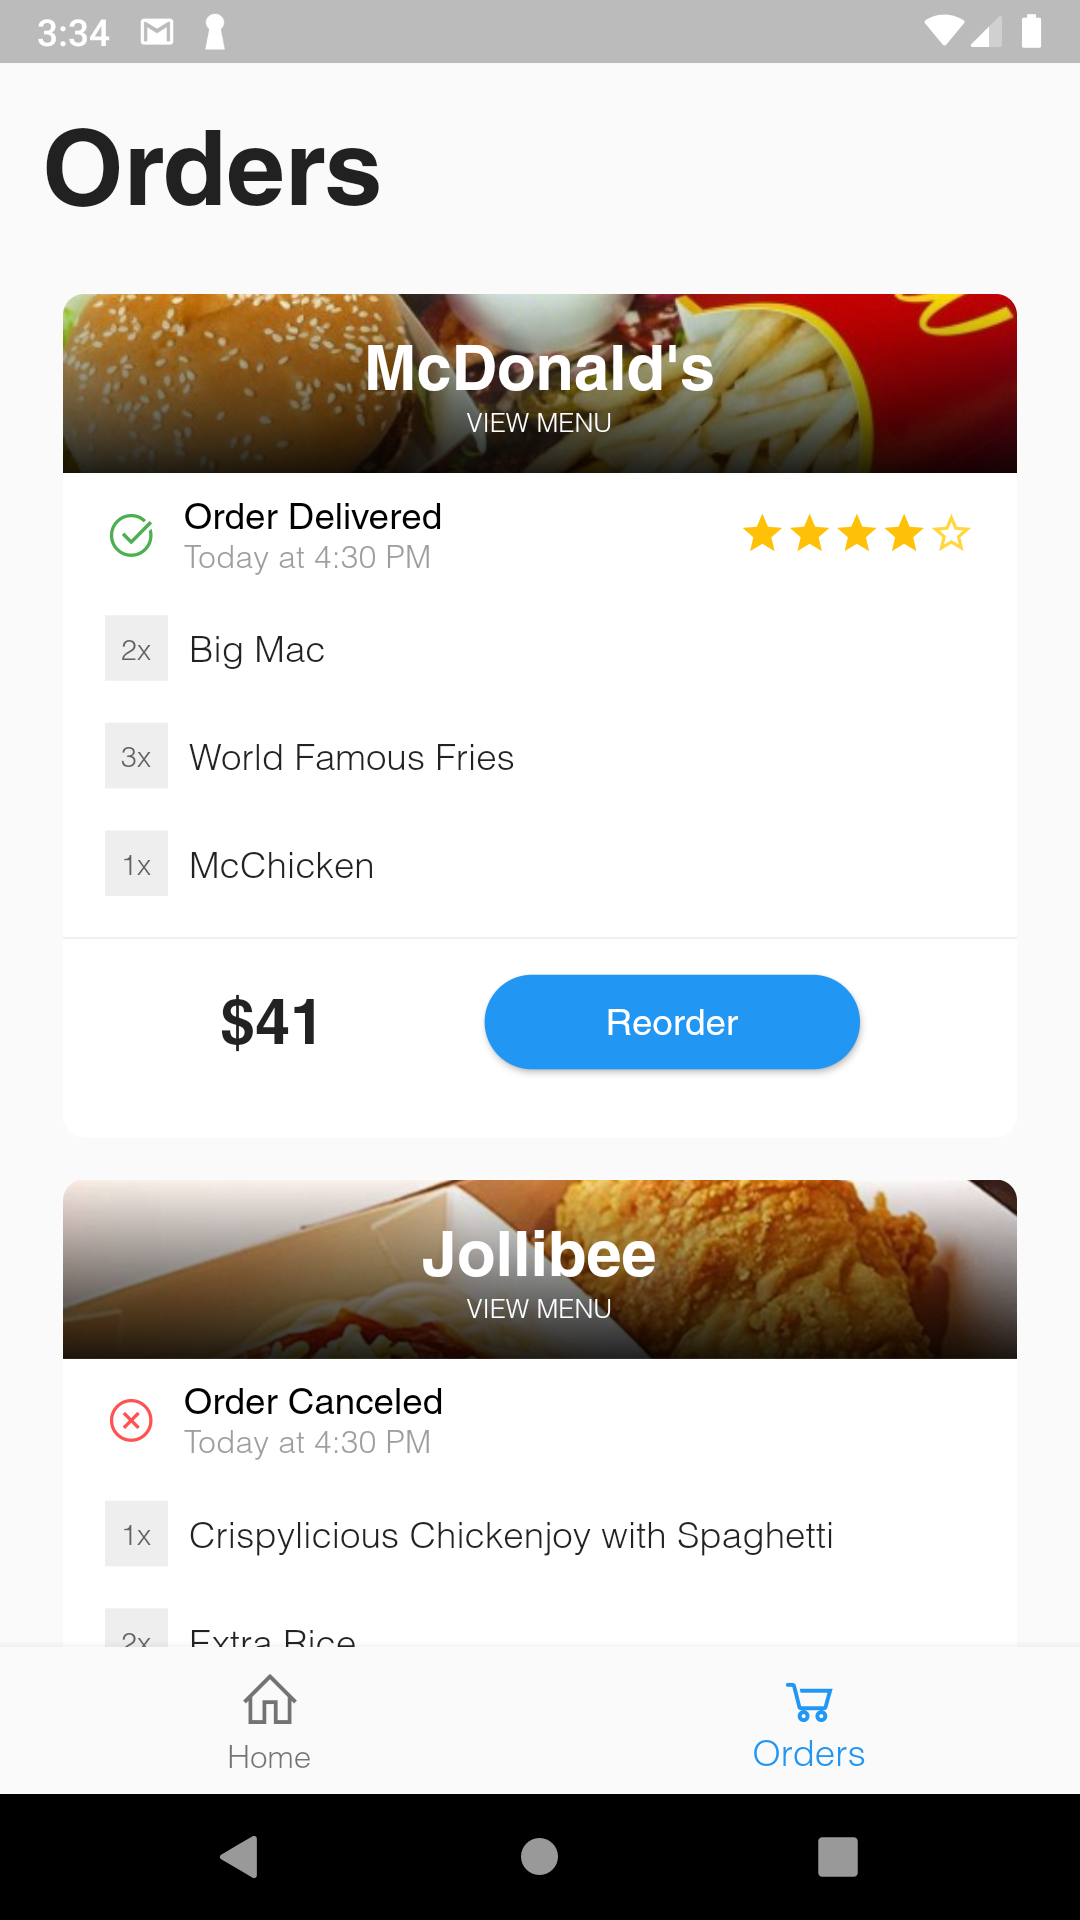 3:34
Orders
McDonald's
VIEW MENU
Order Delivered
Today at 4:30 PM
2x Big Mac
3x World Famous Fries
1x McChicken
$41 Reorder
Jollibee
VIEW MENU
Order Canceled
Today at 4:30 PM
1x Crispylicious Chickenjoy with Spaghetti
2x Extra Rice
Home Orders